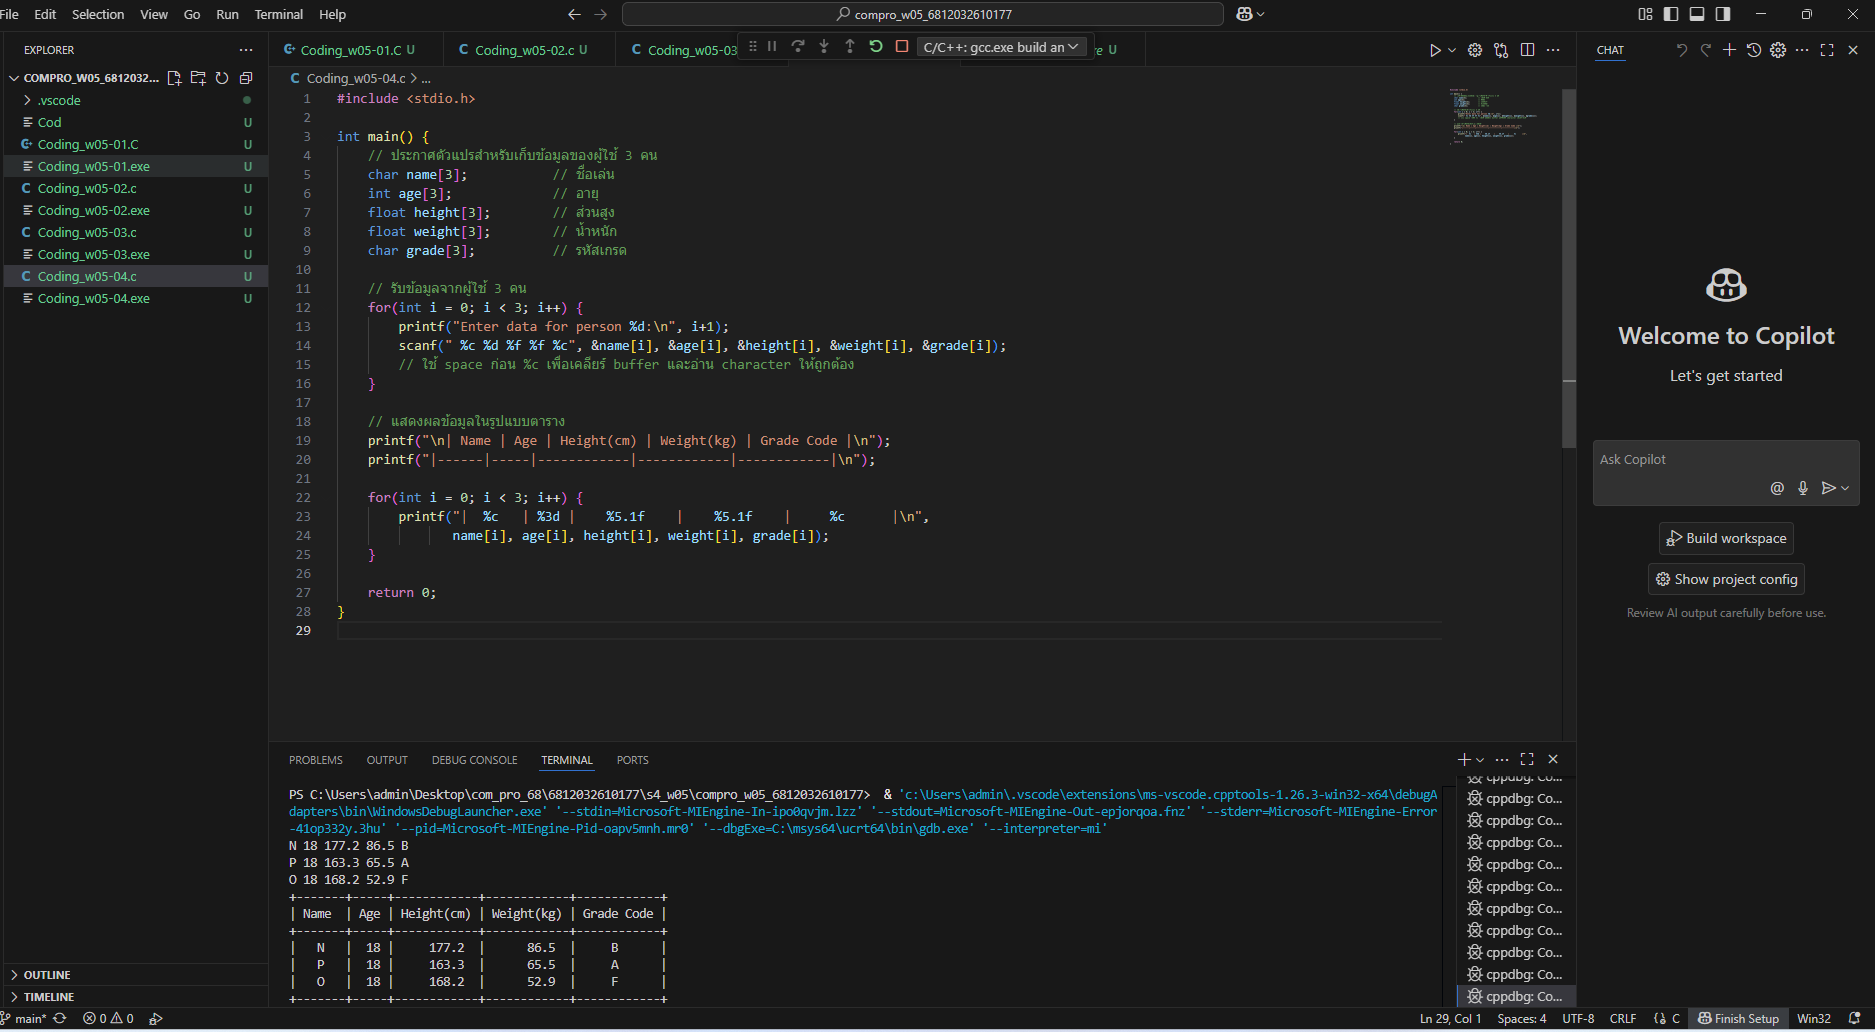 File Edit Selection View Go Run Terminal Help
compro_w05_6812032610177
EXPLORER
COMPRO_W05_6812032...
.vscode
Cod U
Coding_w05-01.C U
Coding_w05-01.exe U
Coding_w05-02.c U
Coding_w05-02.exe U
Coding_w05-03.c U
Coding_w05-03.exe U
Coding_w05-04.c U
Coding_w05-04.exe U
OUTLINE
TIMELINE
Coding_w05-01.C U
Coding_w05-02.c U
Coding_w05-03
C/C++: gcc.exe build an
re U
Coding_w05-04.c > ...
1 #include <stdio.h>
2
3 int main() {
4 // ประกาศตัวแปรสำหรับเก็บข้อมูลของผู้ใช้ 3 คน
5 char name[3]; // ชื่อเล่น
6 int age[3]; // อายุ
7 float height[3]; // ส่วนสูง
8 float weight[3]; // น้ำหนัก
9 char grade[3]; // รหัสเกรด
10
11 // รับข้อมูลจากผู้ใช้ 3 คน
12 for(int i = 0; i < 3; i++) {
13 printf("Enter data for person %d:\n", i+1);
14 scanf(" %c %d %f %f %c", &name[i], &age[i], &height[i], &weight[i], &grade[i]);
15 // ใช้ space ก่อน %c เพื่อเคลียร์ buffer และอ่าน character ให้ถูกต้อง
16 }
17
18 // แสดงผลข้อมูลในรูปแบบตาราง
19 printf("\n| Name | Age | Height(cm) | Weight(kg) | Grade Code |\n");
20 printf("|------|-----|------------|------------|------------|\n");
21
22 for(int i = 0; i < 3; i++) {
23 printf("|  %c   | %3d |    %5.1f    |    %5.1f    |     %c      |\n",
24 name[i], age[i], height[i], weight[i], grade[i]);
25 }
26
27 return 0;
28 }
29
PROBLEMS OUTPUT DEBUG CONSOLE TERMINAL PORTS
PS C:\Users\admin\Desktop\com_pro_68\6812032610177\s4_w05\compro_w05_6812032610177>  & 'c:\Users\admin\.vscode\extensions\ms-vscode.cpptools-1.26.3-win32-x64\debugA
dapters\bin\WindowsDebugLauncher.exe' '--stdin=Microsoft-MIEngine-In-ipo0qvjm.lzz' '--stdout=Microsoft-MIEngine-Out-epjorqoa.fnz' '--stderr=Microsoft-MIEngine-Error
-41op332y.3hu' '--pid=Microsoft-MIEngine-Pid-oapv5mnh.mr0' '--dbgExe=C:\msys64\ucrt64\bin\gdb.exe' '--interpreter=mi'
N 18 177.2 86.5 B
P 18 163.3 65.5 A
O 18 168.2 52.9 F
+-------+-----+------------+------------+------------+
| Name  | Age | Height(cm) | Weight(kg) | Grade Code |
+-------+-----+------------+------------+------------+
|   N   |  18 |     177.2  |      86.5  |     B      |
|   P   |  18 |     163.3  |      65.5  |     A      |
|   O   |  18 |     168.2  |      52.9  |     F      |
+-------+-----+------------+------------+------------+
cppdbg: Co...
cppdbg: Co...
cppdbg: Co...
cppdbg: Co...
cppdbg: Co...
cppdbg: Co...
cppdbg: Co...
cppdbg: Co...
cppdbg: Co...
cppdbg: Co...
cppdbg: Co...
CHAT
Welcome to Copilot
Let's get started
Ask Copilot
Build workspace
Show project config
Review AI output carefully before use.
main* 0 0
Ln 29, Col 1 Spaces: 4 UTF-8 CRLF {} C Finish Setup Win32